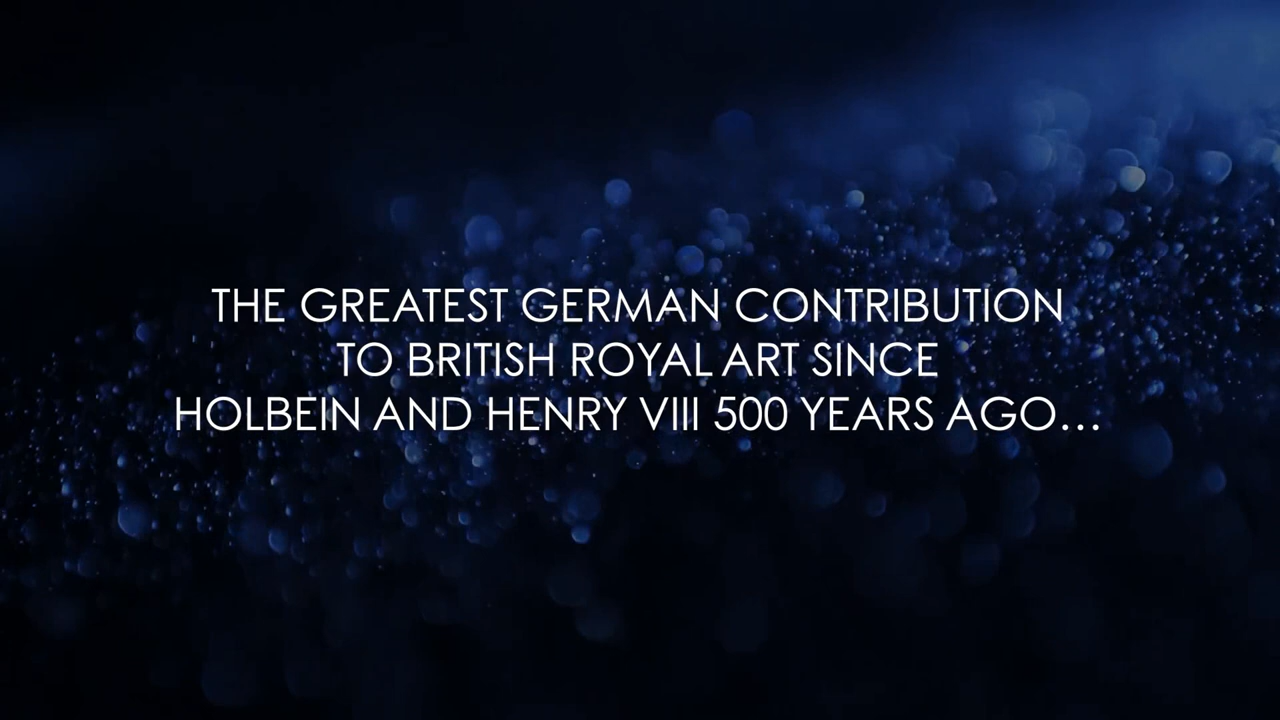 THE GREATEST GERMAN CONTRIBUTION
TO BRITISH ROYAL ART SINCE
HOLBEIN AND HENRY VIII 500 YEARS AGO...